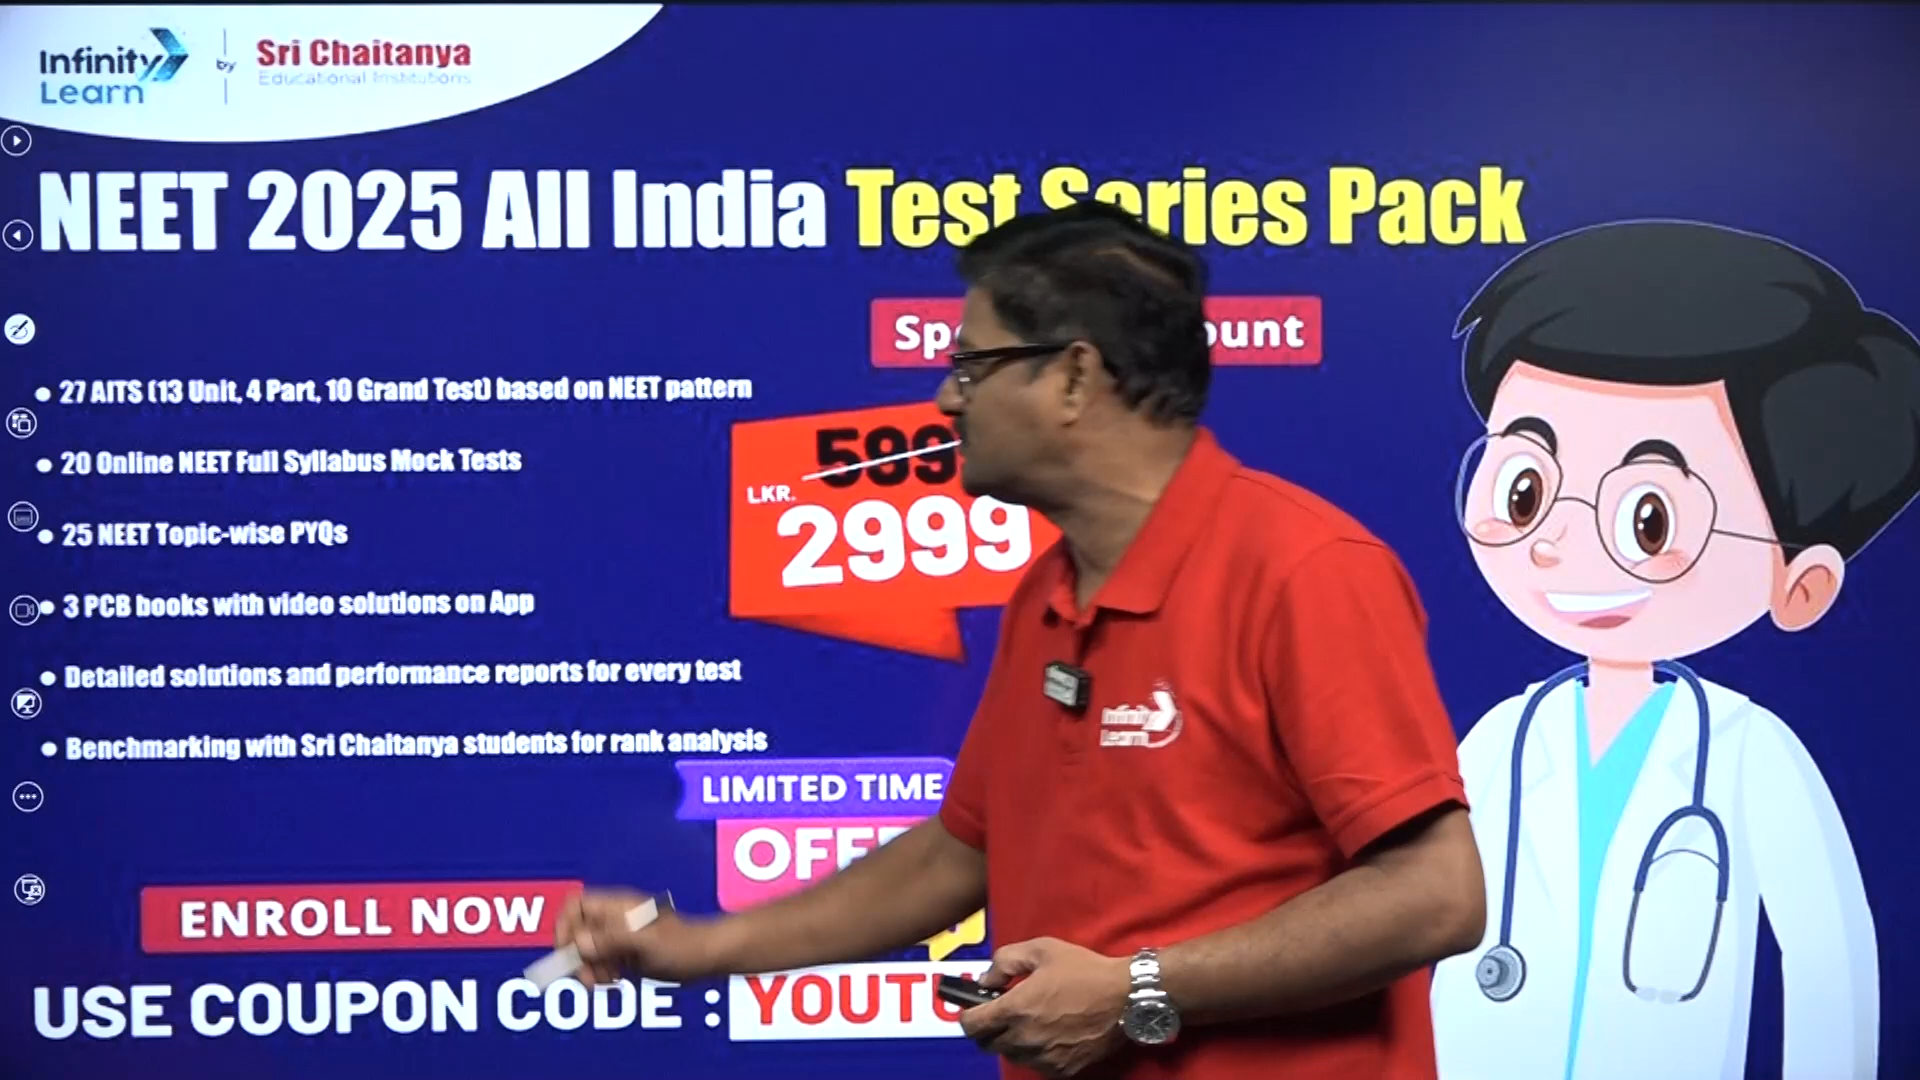 Infinity
Learn
by
Sri Chaitanya
Educational Institutions
NEET 2025 All India Test Series Pack
27 AITS (13 Unit, 4 Part, 10 Grand Test) based on NEET pattern
20 Online NEET Full Syllabus Mock Tests
25 NEET Topic-wise PYQs
3 PCB books with video solutions on App
Detailed solutions and performance reports for every test
Benchmarking with Sri Chaitanya students for rank analysis
LKR.
2999
LIMITED TIME
ENROLL NOW
USE COUPON CODE :
Infinity
Learn